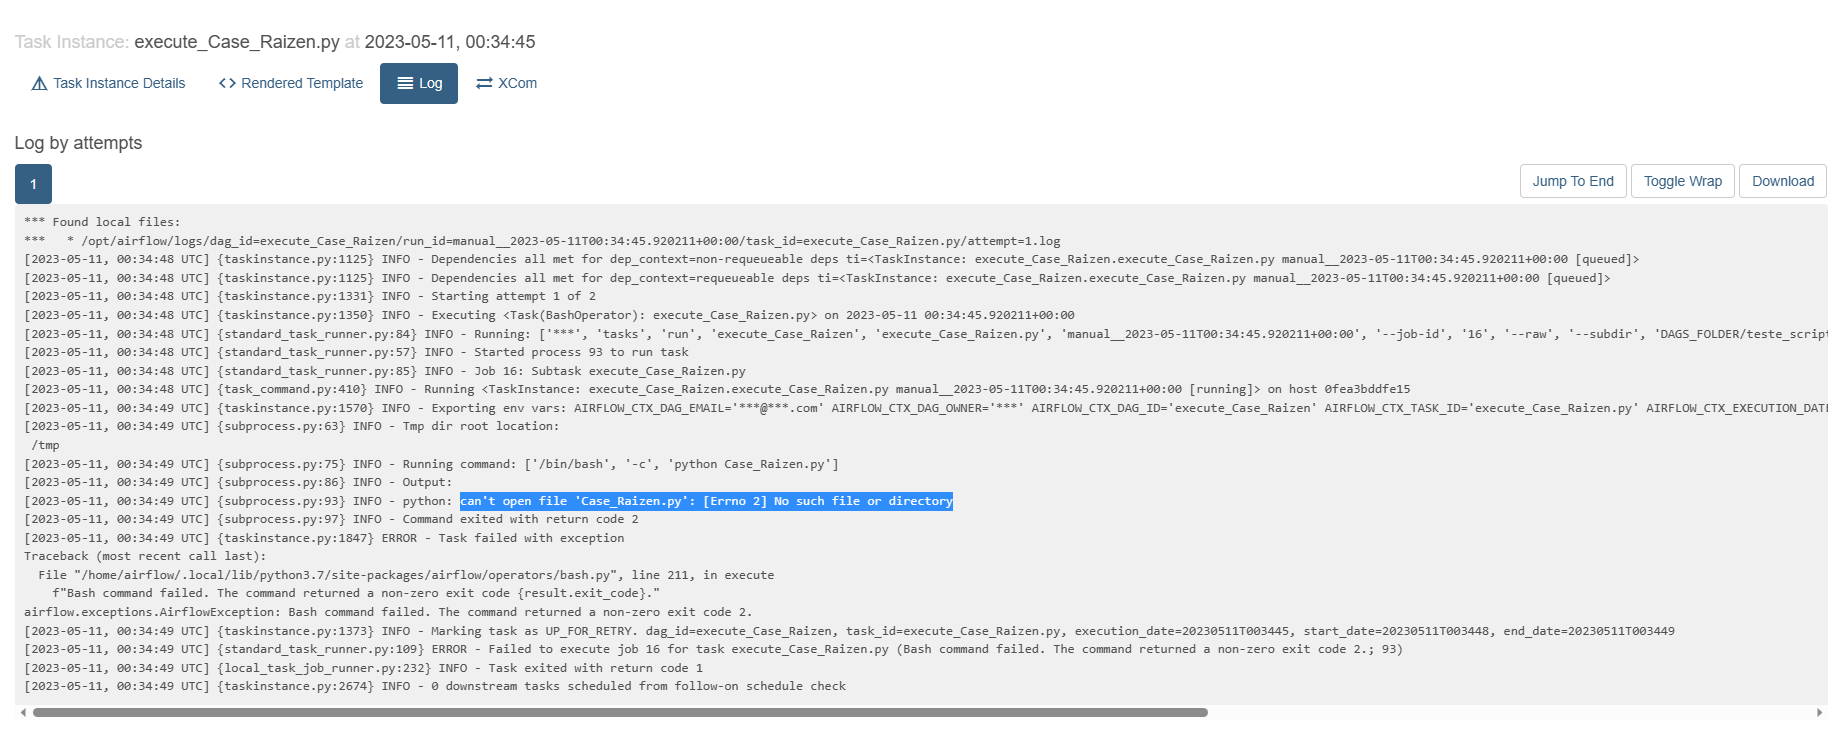 Task Instance: execute_Case_Raizen.py at 2023-05-11, 00:34:45
Task Instance Details <> Rendered Template Log XCom
Log by attempts
1
Jump To End Toggle Wrap Download
*** Found local files:
***   * /opt/airflow/logs/dag_id=execute_Case_Raizen/run_id=manual__2023-05-11T00:34:45.920211+00:00/task_id=execute_Case_Raizen.py/attempt=1.log
[2023-05-11, 00:34:48 UTC] {taskinstance.py:1125} INFO - Dependencies all met for dep_context=non-requeueable deps ti=<TaskInstance: execute_Case_Raizen.execute_Case_Raizen.py manual__2023-05-11T00:34:45.920211+00:00 [queued]>
[2023-05-11, 00:34:48 UTC] {taskinstance.py:1125} INFO - Dependencies all met for dep_context=requeueable deps ti=<TaskInstance: execute_Case_Raizen.execute_Case_Raizen.py manual__2023-05-11T00:34:45.920211+00:00 [queued]>
[2023-05-11, 00:34:48 UTC] {taskinstance.py:1331} INFO - Starting attempt 1 of 2
[2023-05-11, 00:34:48 UTC] {taskinstance.py:1350} INFO - Executing <Task(BashOperator): execute_Case_Raizen.py> on 2023-05-11 00:34:45.920211+00:00
[2023-05-11, 00:34:48 UTC] {standard_task_runner.py:84} INFO - Running: ['***', 'tasks', 'run', 'execute_Case_Raizen', 'execute_Case_Raizen.py', 'manual__2023-05-11T00:34:45.920211+00:00', '--job-id', '16', '--raw', '--subdir', 'DAGS_FOLDER/teste_script
[2023-05-11, 00:34:48 UTC] {standard_task_runner.py:57} INFO - Started process 93 to run task
[2023-05-11, 00:34:48 UTC] {standard_task_runner.py:85} INFO - Job 16: Subtask execute_Case_Raizen.py
[2023-05-11, 00:34:48 UTC] {task_command.py:410} INFO - Running <TaskInstance: execute_Case_Raizen.execute_Case_Raizen.py manual__2023-05-11T00:34:45.920211+00:00 [running]> on host 0fea3bddfe15
[2023-05-11, 00:34:49 UTC] {taskinstance.py:1570} INFO - Exporting env vars: AIRFLOW_CTX_DAG_EMAIL='***@***.com' AIRFLOW_CTX_DAG_OWNER='***' AIRFLOW_CTX_DAG_ID='execute_Case_Raizen' AIRFLOW_CTX_TASK_ID='execute_Case_Raizen.py' AIRFLOW_CTX_EXECUTION_DATE
[2023-05-11, 00:34:49 UTC] {subprocess.py:63} INFO - Tmp dir root location:
 /tmp
[2023-05-11, 00:34:49 UTC] {subprocess.py:75} INFO - Running command: ['/bin/bash', '-c', 'python Case_Raizen.py']
[2023-05-11, 00:34:49 UTC] {subprocess.py:86} INFO - Output:
[2023-05-11, 00:34:49 UTC] {subprocess.py:93} INFO - python: can't open file 'Case_Raizen.py': [Errno 2] No such file or directory
[2023-05-11, 00:34:49 UTC] {subprocess.py:97} INFO - Command exited with return code 2
[2023-05-11, 00:34:49 UTC] {taskinstance.py:1847} ERROR - Task failed with exception
Traceback (most recent call last):
  File "/home/airflow/.local/lib/python3.7/site-packages/airflow/operators/bash.py", line 211, in execute
    f"Bash command failed. The command returned a non-zero exit code {result.exit_code}."
airflow.exceptions.AirflowException: Bash command failed. The command returned a non-zero exit code 2.
[2023-05-11, 00:34:49 UTC] {taskinstance.py:1373} INFO - Marking task as UP_FOR_RETRY. dag_id=execute_Case_Raizen, task_id=execute_Case_Raizen.py, execution_date=20230511T003445, start_date=20230511T003448, end_date=20230511T003449
[2023-05-11, 00:34:49 UTC] {standard_task_runner.py:109} ERROR - Failed to execute job 16 for task execute_Case_Raizen.py (Bash command failed. The command returned a non-zero exit code 2.; 93)
[2023-05-11, 00:34:49 UTC] {local_task_job_runner.py:232} INFO - Task exited with return code 1
[2023-05-11, 00:34:49 UTC] {taskinstance.py:2674} INFO - 0 downstream tasks scheduled from follow-on schedule check